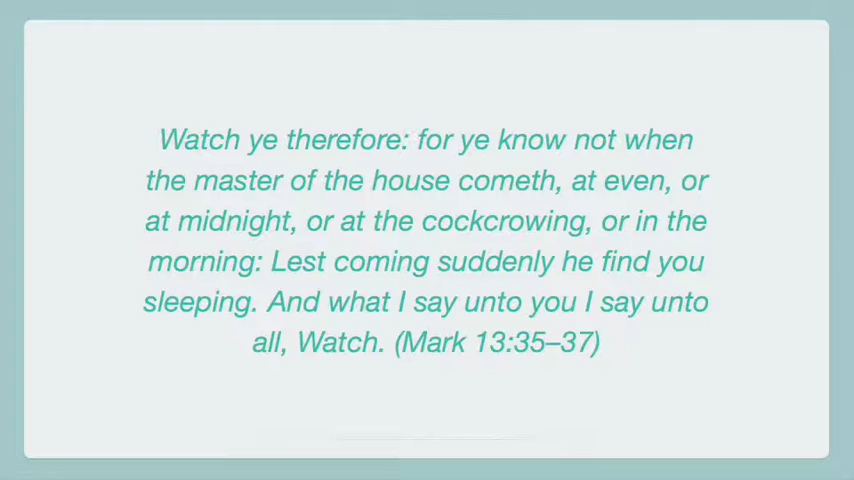 Watch ye therefore: for ye know not when
the master of the house cometh, at even, or
at midnight, or at the cockcrowing, or in the
morning: Lest coming suddenly he find you
sleeping. And what I say unto you I say unto
all, Watch. (Mark 13:35–37)